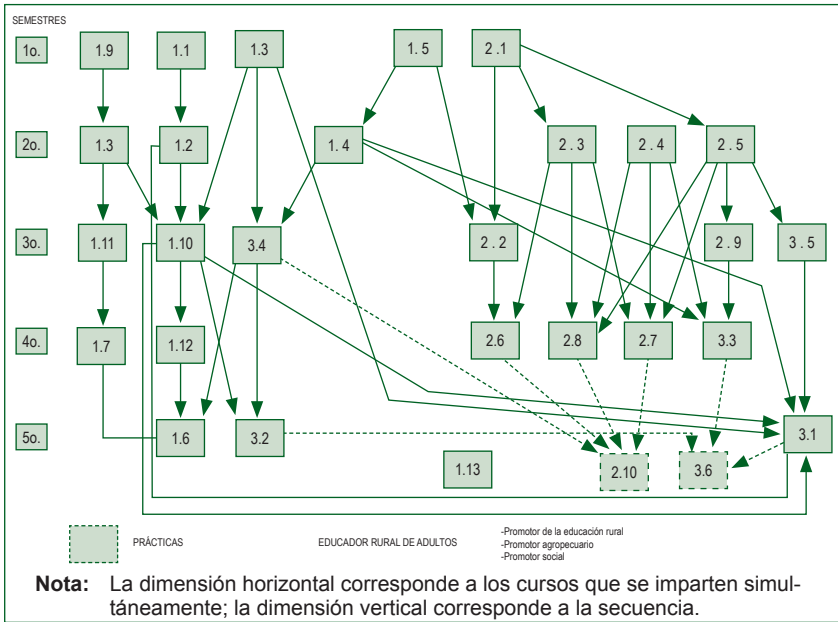 SEMESTRES
1o. 1.9 1.1 1.3 1. 5 2 .1
2o. 1.3 1.2 1. 4 2 . 3 2 . 4 2 . 5
3o. 1.11 1.10 3.4 2 . 2 2 . 9 3 . 5
4o. 1.7 1.12 2.6 2.8 2.7 3.3
5o. 1.6 3.2 3.1
1.13 2.10 3.6
PRÁCTICAS
EDUCADOR RURAL DE ADULTOS
-Promotor de la educación rural
-Promotor agropecuario
-Promotor social
Nota: La dimensión horizontal corresponde a los cursos que se imparten simul-
táneamente; la dimensión vertical corresponde a la secuencia.